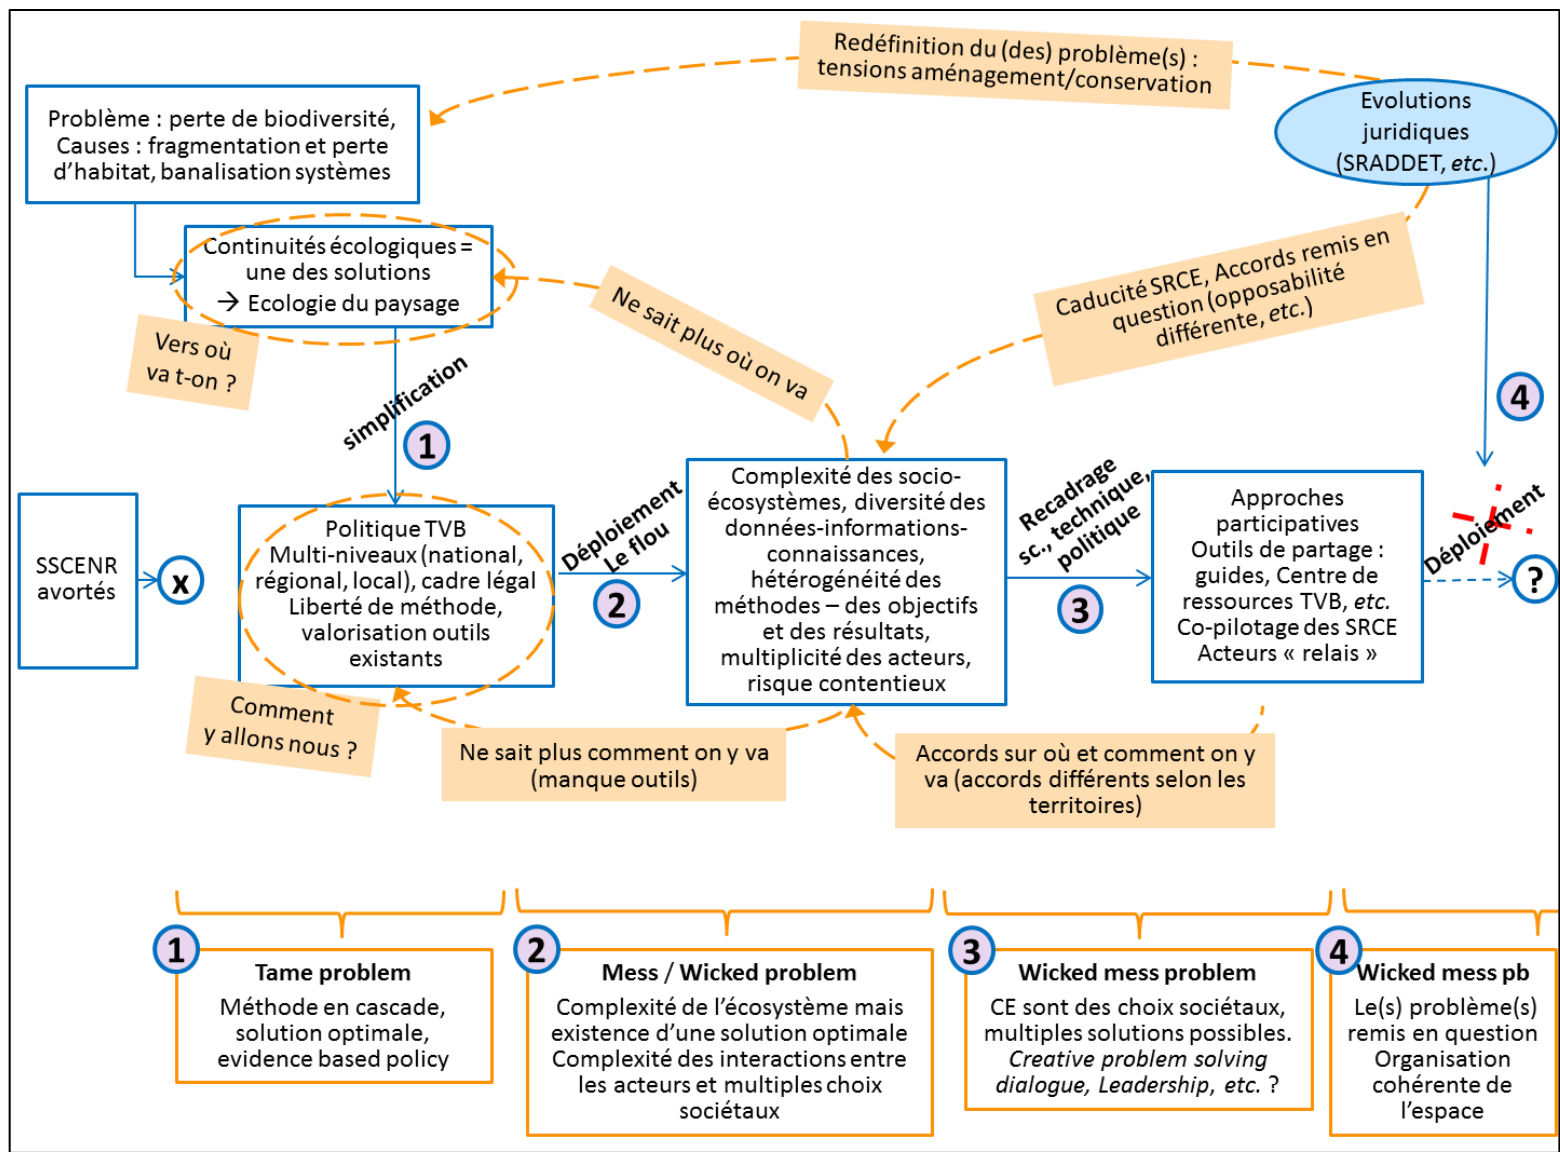 Redéfinition du (des) problème(s) :
tensions aménagement/conservation
Evolutions
juridiques
(SRADDET, etc.)
Problème : perte de biodiversité,
Causes : fragmentation et perte
d’habitat, banalisation systèmes
Continuités écologiques =
une des solutions
→ Ecologie du paysage
Vers où
va t-on ?
Ne sait plus où on va
Caducité SRCE, Accords remis en
question (opposabilité
différente, etc.)
simplification
1
4
SSCENR
avortés
x
Politique TVB
Multi-niveaux (national,
régional, local), cadre légal
Liberté de méthode,
valorisation outils
existants
Comment
y allons nous ?
Déploiement
Le flou
2
Complexité des socio-
écosystèmes, diversité des
données-informations-
connaissances,
hétérogénéité des
méthodes – des objectifs
et des résultats,
multiplicité des acteurs,
risque contentieux
Recadrage
sc., technique,
politique
3
Approches
participatives
Outils de partage :
guides, Centre de
ressources TVB, etc.
Co-pilotage des SRCE
Acteurs « relais »
Déploiement
?
Ne sait plus comment on y va
(manque outils)
Accords sur où et comment on y
va (accords différents selon les
territoires)
1
Tame problem
Méthode en cascade,
solution optimale,
evidence based policy
2
Mess / Wicked problem
Complexité de l’écosystème mais
existence d’une solution optimale
Complexité des interactions entre
les acteurs et multiples choix
sociétaux
3
Wicked mess problem
CE sont des choix sociétaux,
multiples solutions possibles.
Creative problem solving
dialogue, Leadership, etc. ?
4
Wicked mess pb
Le(s) problème(s)
remis en question
Organisation
cohérente de
l’espace